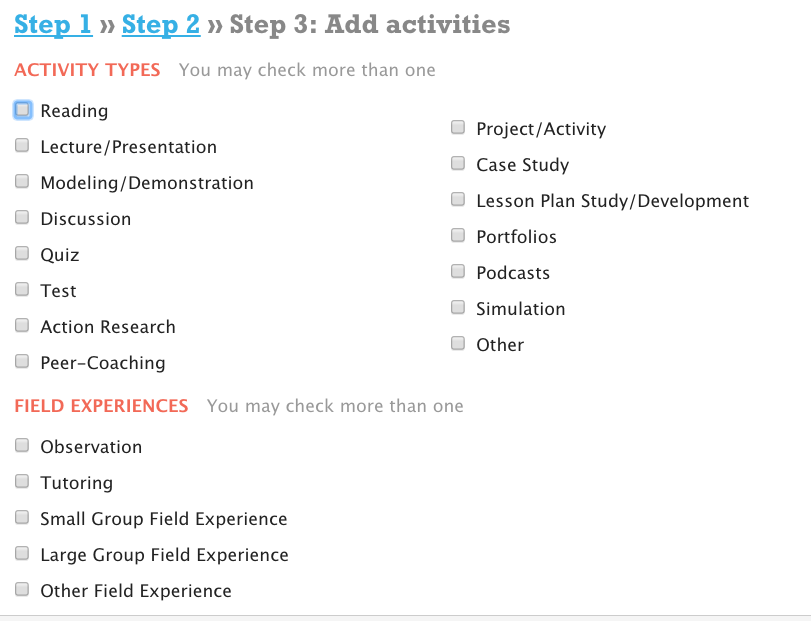 Step 1 » Step 2 » Step 3: Add activities
ACTIVITY TYPES You may check more than one
Reading
Lecture/Presentation
Modeling/Demonstration
Discussion
Quiz
Test
Action Research
Peer-Coaching
Project/Activity
Case Study
Lesson Plan Study/Development
Portfolios
Podcasts
Simulation
Other
FIELD EXPERIENCES You may check more than one
Observation
Tutoring
Small Group Field Experience
Large Group Field Experience
Other Field Experience